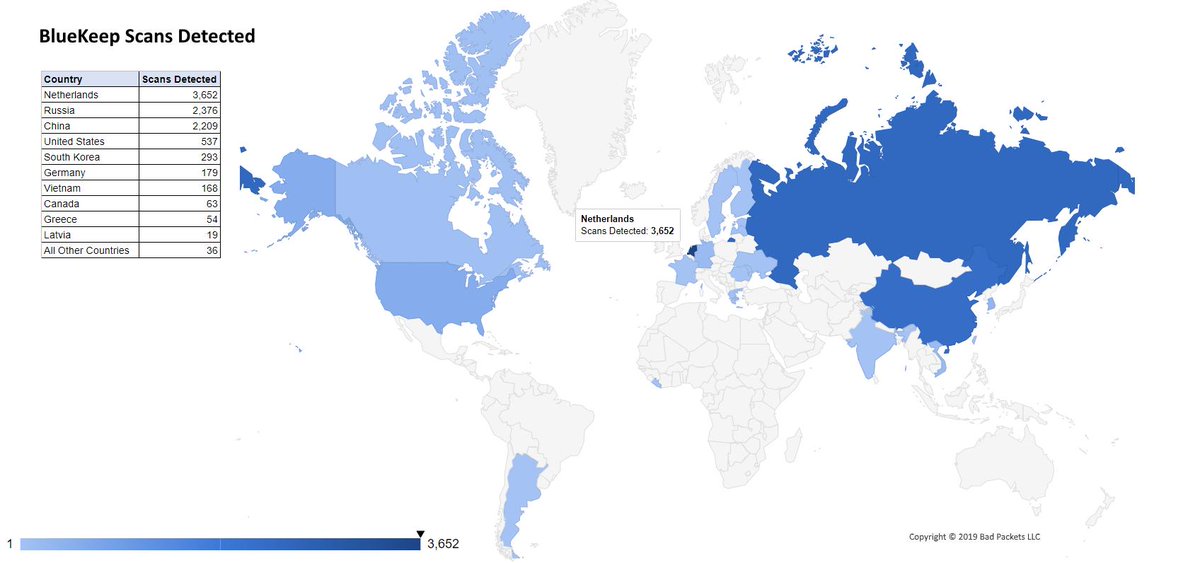 BlueKeep Scans Detected
Country Scans Detected
Netherlands 3,652
Russia 2,376
China 2,209
United States 537
South Korea 293
Germany 179
Vietnam 168
Canada 63
Greece 54
Latvia 19
All Other Countries 36
Netherlands
Scans Detected: 3,652
Copyright © 2019 Bad Packets LLC
1 3,652